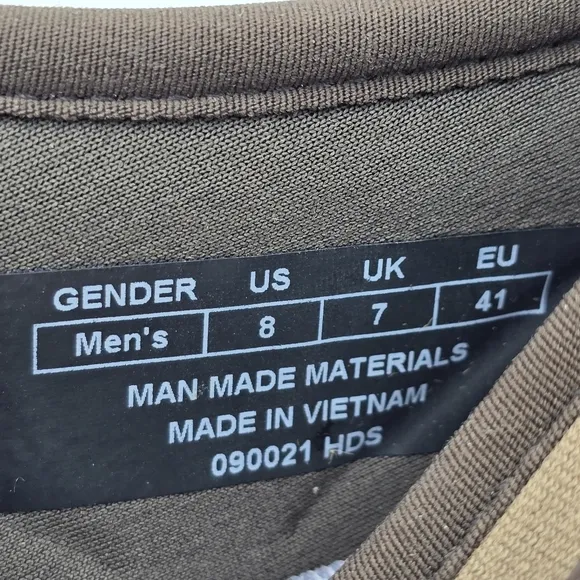 GENDER US UK EU
Men's 8 7 41
MAN MADE MATERIALS
MADE IN VIETNAM
090021 HDS